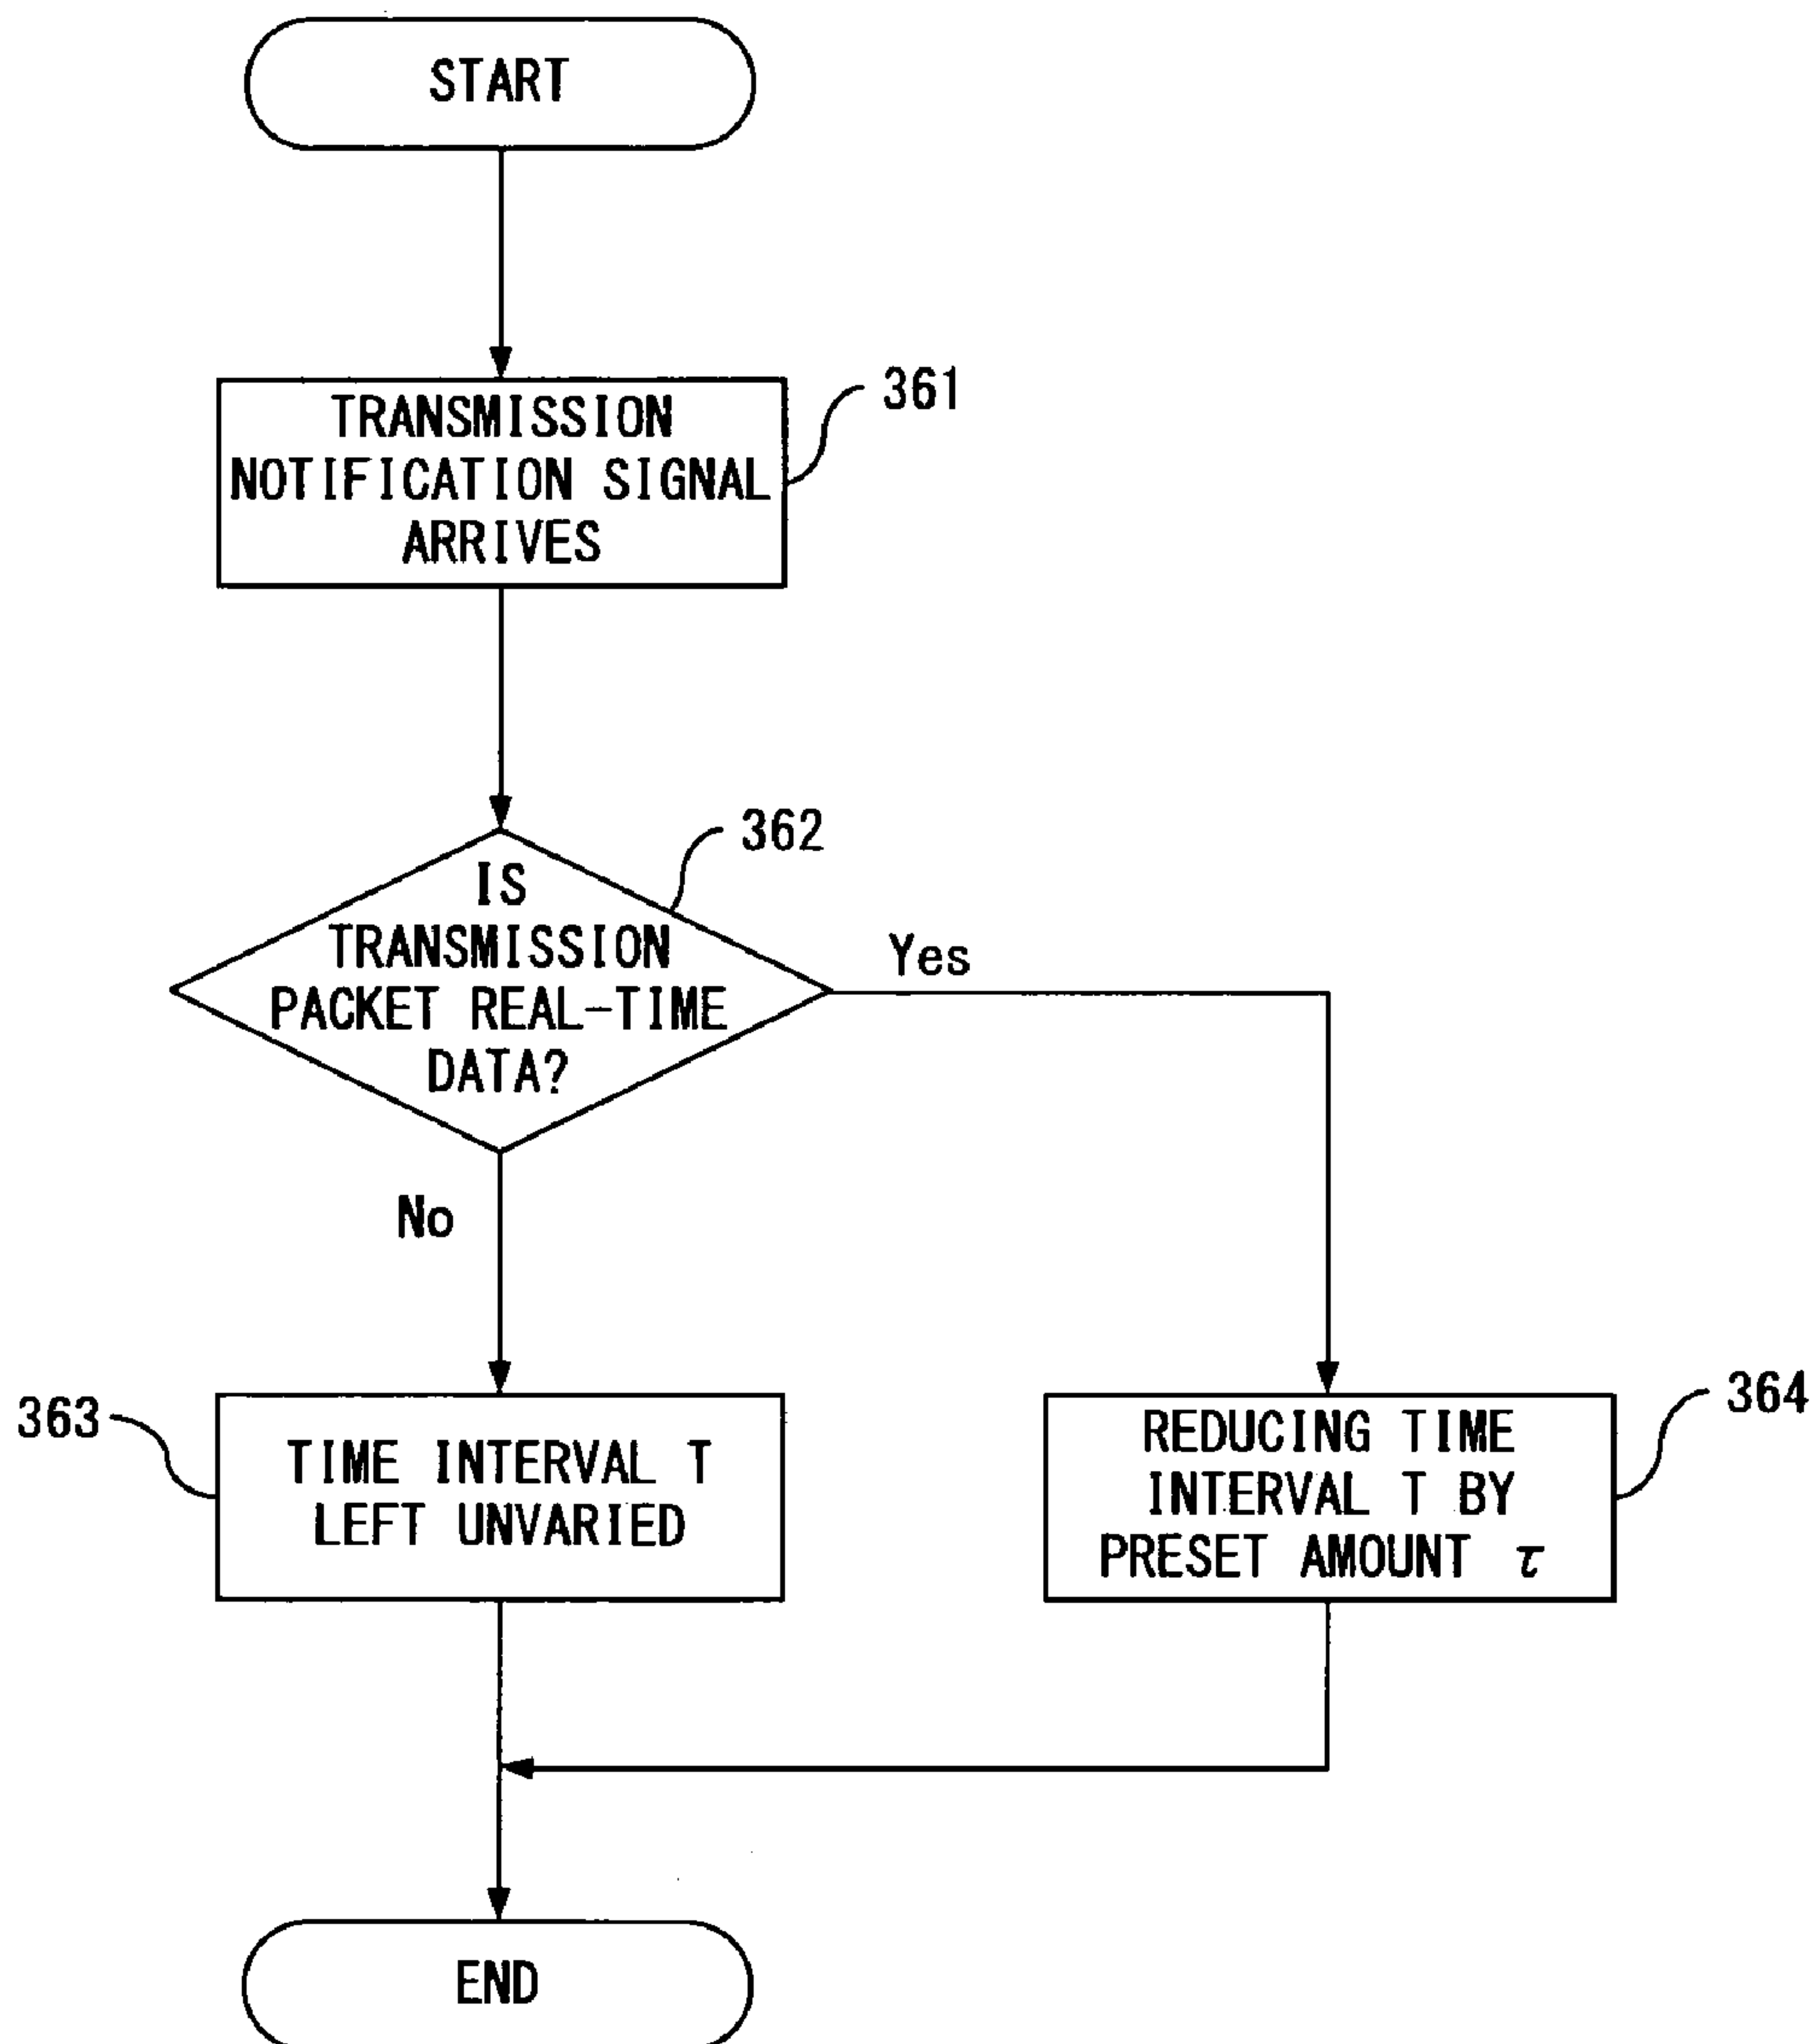 START
TRANSMISSION
NOTIFICATION SIGNAL
ARRIVES
361
362
IS
TRANSMISSION
PACKET REAL-TIME
DATA?
Yes
No
363
TIME INTERVAL T
LEFT UNVARIED
REDUCING TIME
INTERVAL T BY
PRESET AMOUNT τ
364
END